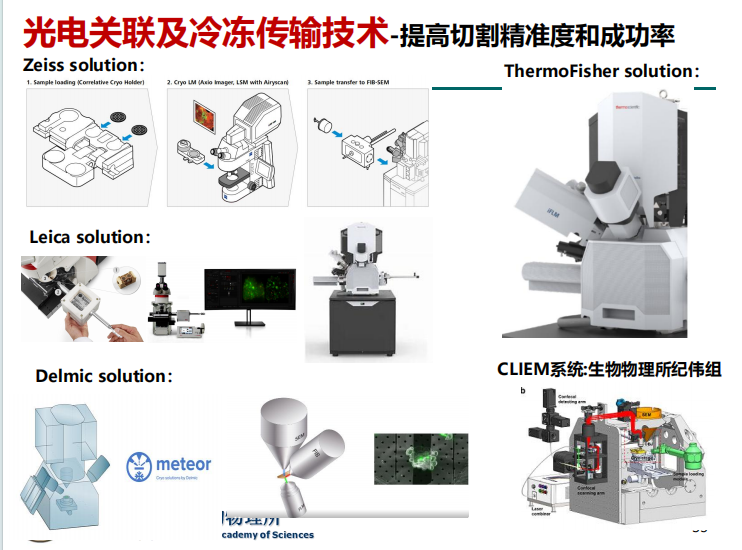 光电关联及冷冻传输技术-提高切割精准度和成功率
Zeiss solution：
ThermoFisher solution：
1. Sample loading (Correlative Cryo Holder)
2. Cryo LM (Axio Imager, LSM with Airyscan)
3. Sample transfer to FIB-SEM
iFLM
Leica solution：
Delmic solution：
CLIEM系统:生物物理所纪伟组
meteor
Cryo solutions by Delmic
SEM
FIB
FLM
b
Confocal
detecting arm
SEM
Sample loading
Confocal
scanning arm
Laser
combiner
物理所
cademy of Sciences